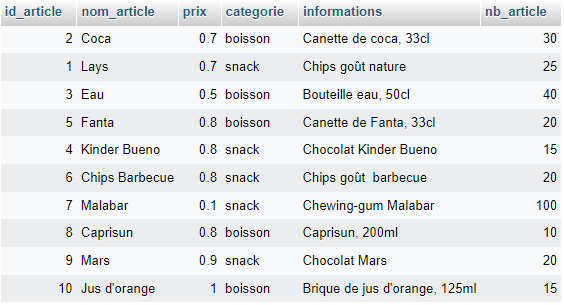 id_article nom_article prix categorie informations nb_article
2 Coca 0.7 boisson Canette de coca, 33cl 30
1 Lays 0.7 snack Chips goût nature 25
3 Eau 0.5 boisson Bouteille eau, 50cl 40
5 Fanta 0.8 boisson Canette de Fanta, 33cl 20
4 Kinder Bueno 0.8 snack Chocolat Kinder Bueno 15
6 Chips Barbecue 0.8 snack Chips goût  barbecue 20
7 Malabar 0.1 snack Chewing-gum Malabar 100
8 Caprisun 0.8 boisson Caprisun, 200ml 10
9 Mars 0.9 snack Chocolat Mars 20
10 Jus d'orange 1 boisson Brique de jus d'orange, 125ml 15